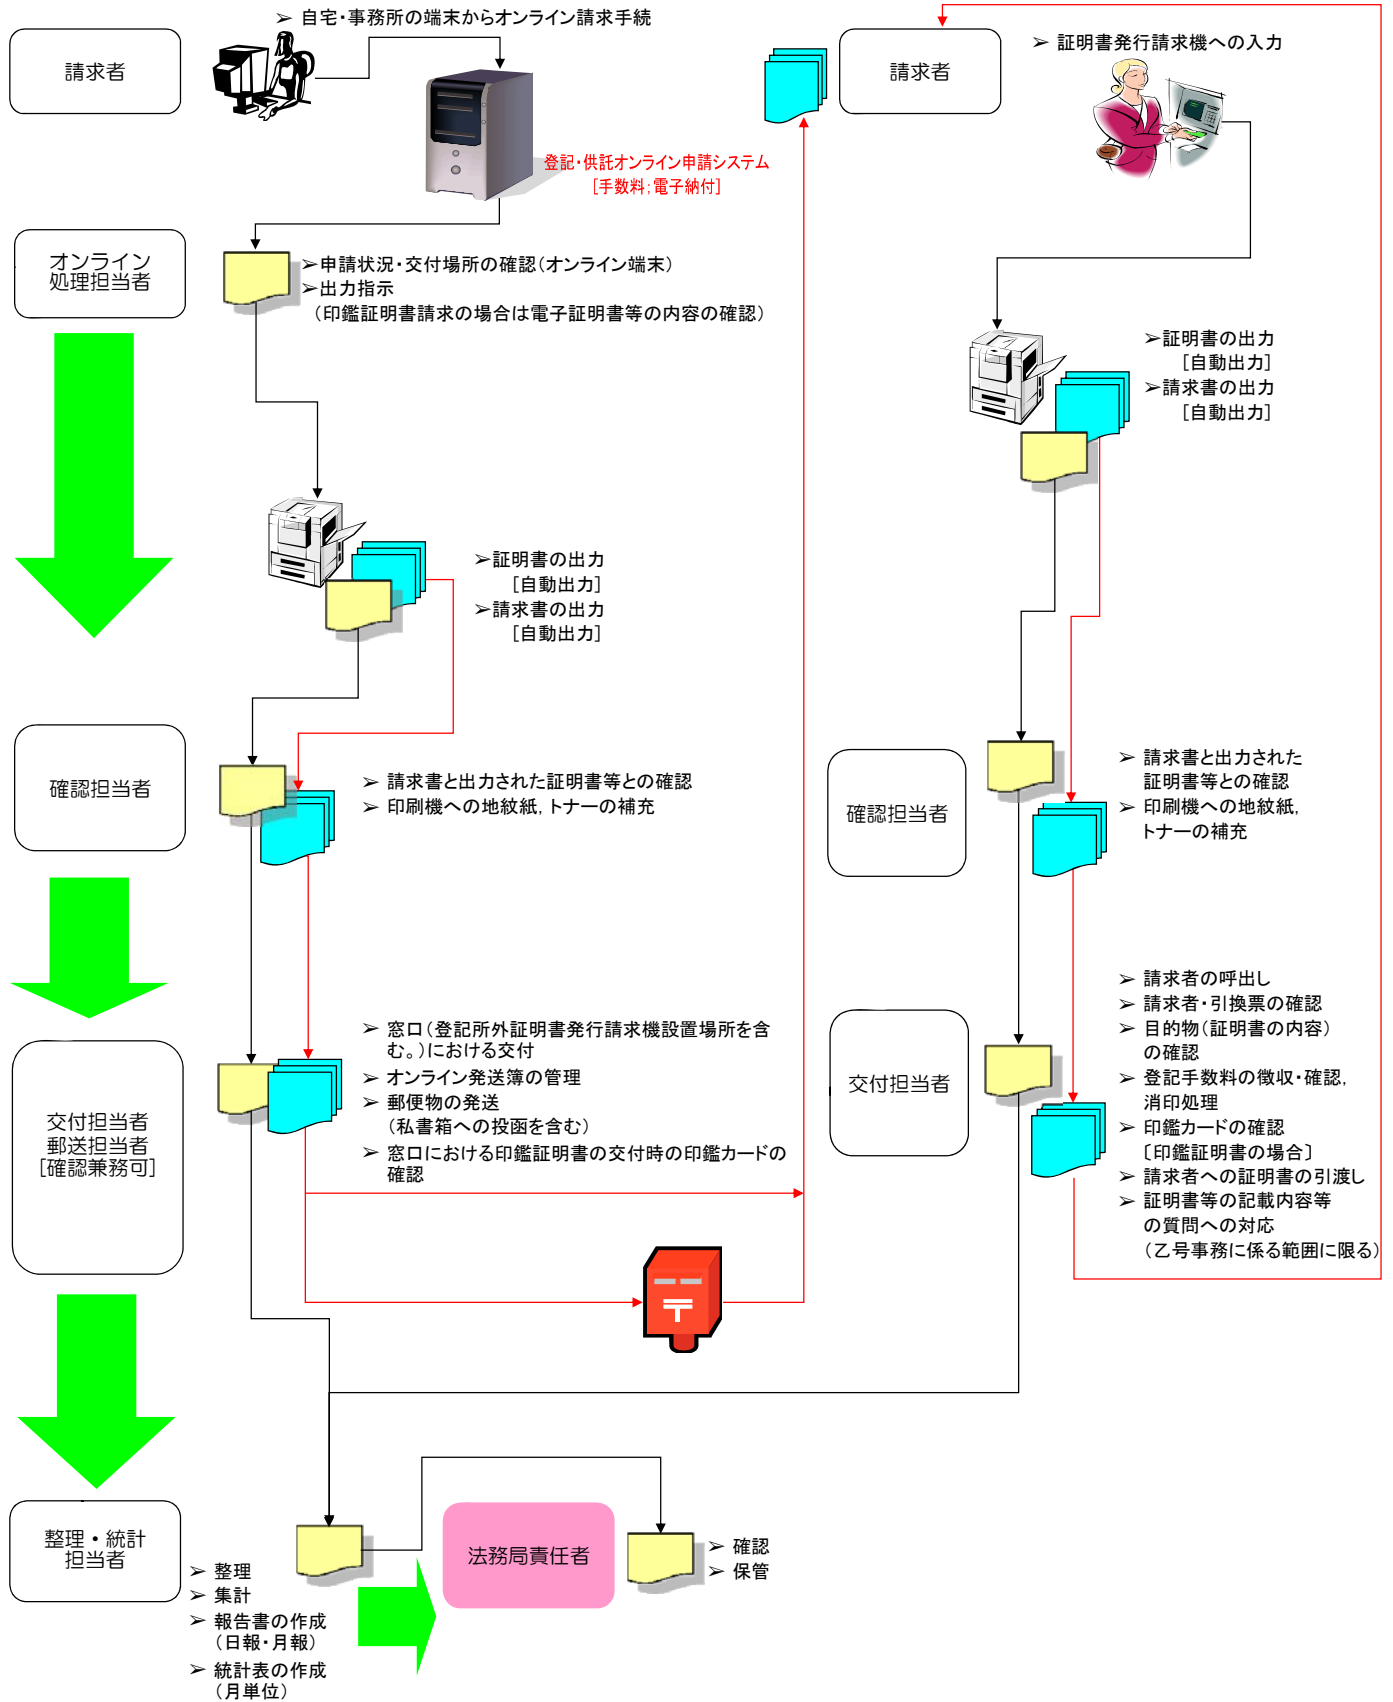 ➢ 自宅・事務所の端末からオンライン請求手続
請求者
登記・供託オンライン申請システム
[手数料；電子納付]
オンライン
処理担当者
➢申請状況・交付場所の確認（オンライン端末）
➢出力指示
（印鑑証明書請求の場合は電子証明書等の内容の確認）
➢証明書の出力
[自動出力]
➢請求書の出力
[自動出力]
確認担当者
➢ 請求書と出力された証明書等との確認
➢ 印刷機への地紋紙，トナーの補充
交付担当者
郵送担当者
[確認兼務可]
➢ 窓口（登記所外証明書発行請求機設置場所を含
む。）における交付
➢ オンライン発送簿の管理
➢ 郵便物の発送
（私書箱への投函を含む）
➢ 窓口における印鑑証明書の交付時の印鑑カードの
確認
請求者
➢ 証明書発行請求機への入力
➢証明書の出力
[自動出力]
➢請求書の出力
[自動出力]
確認担当者
➢ 請求書と出力された
証明書等との確認
➢ 印刷機への地紋紙，
トナーの補充
交付担当者
➢ 請求者の呼出し
➢ 請求者・引換票の確認
➢ 目的物（証明書の内容）
の確認
➢ 登記手数料の徴収・確認，
消印処理
➢ 印鑑カードの確認
〔印鑑証明書の場合〕
➢ 請求者への証明書の引渡し
➢ 証明書等の記載内容等
の質問への対応
（乙号事務に係る範囲に限る）
〒
整理・統計
担当者
➢ 整理
➢ 集計
➢ 報告書の作成
（日報・月報）
➢ 統計表の作成
（月単位）
法務局責任者
➢ 確認
➢ 保管